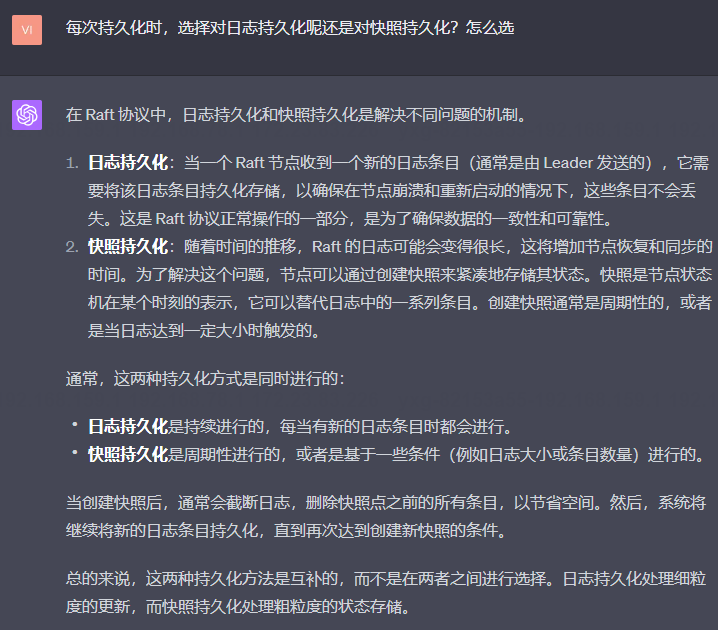 VI
每次持久化时，选择对日志持久化呢还是对快照持久化？怎么选
在 Raft 协议中，日志持久化和快照持久化是解决不同问题的机制。
1. 日志持久化：当一个 Raft 节点收到一个新的日志条目（通常是由 Leader 发送的），它需
要将该日志条目持久化存储，以确保在节点崩溃和重新启动的情况下，这些条目不会丢
失。这是 Raft 协议正常操作的一部分，是为了确保数据的一致性和可靠性。
2. 快照持久化：随着时间的推移，Raft 的日志可能会变得很长，这将增加节点恢复和同步的
时间。为了解决这个问题，节点可以通过创建快照来紧凑地存储其状态。快照是节点状态
机在某个时刻的表示，它可以替代日志中的一系列条目。创建快照通常是周期性的，或者
是当日志达到一定大小时触发的。
通常，这两种持久化方式是同时进行的：
• 日志持久化是持续进行的，每当有新的日志条目时都会进行。
• 快照持久化是周期性进行的，或者是基于一些条件（例如日志大小或条目数量）进行的。
当创建快照后，通常会截断日志，删除快照点之前的所有条目，以节省空间。然后，系统将
继续将新的日志条目持久化，直到再次达到创建新快照的条件。
总的来说，这两种持久化方法是互补的，而不是在两者之间进行选择。日志持久化处理细粒
度的更新，而快照持久化处理粗粒度的状态存储。